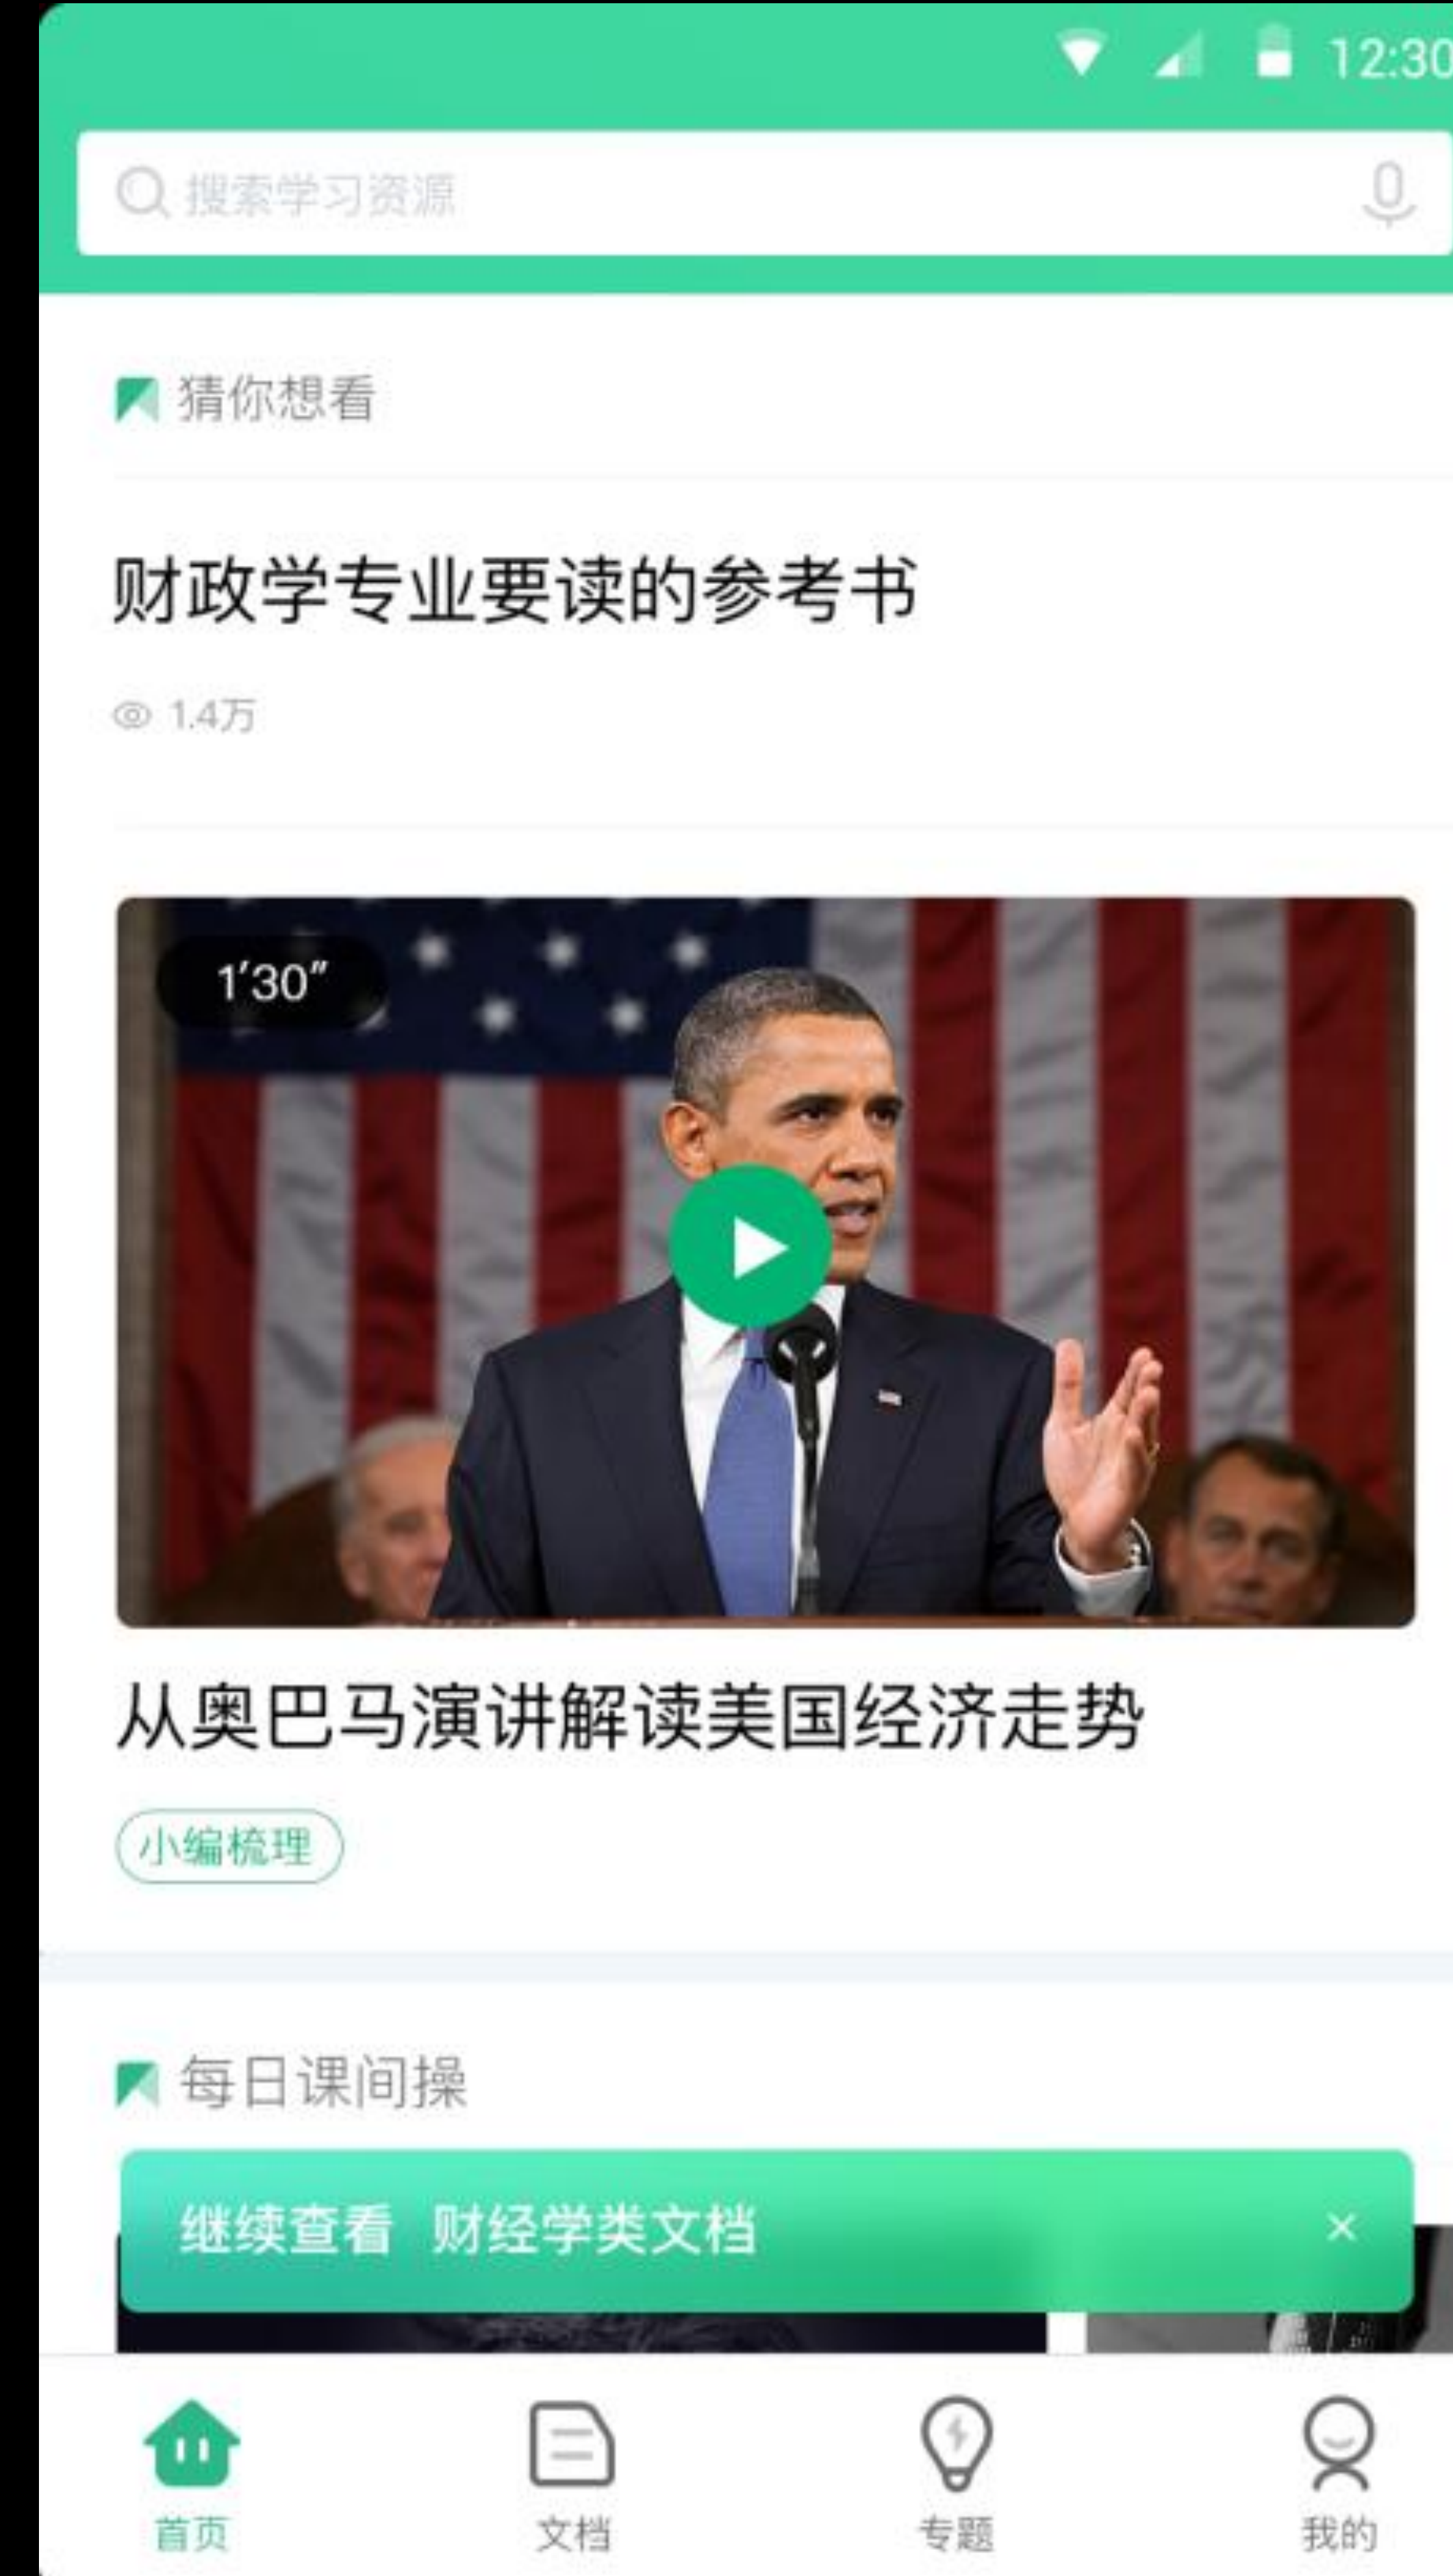 12:30
搜索学习资源
猜你想看
财政学专业要读的参考书
1.4万
1'30"
从奥巴马演讲解读美国经济走势
小编梳理
每日课间操
继续查看 财经学类文档
首页
文档
专题
我的